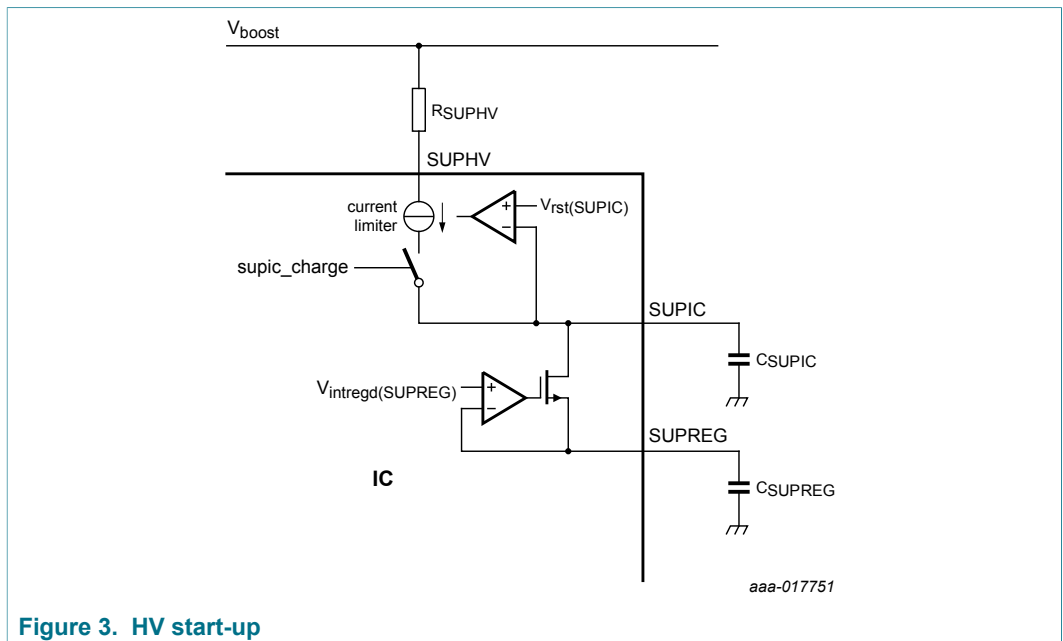 Vboost
RSUPHV
SUPHV
current
limiter
+
−
Vrst(SUPIC)
supic_charge
SUPIC
CSUPIC
Vintregd(SUPREG)
+
−
SUPREG
IC
CSUPREG
aaa-017751
Figure 3. HV start-up